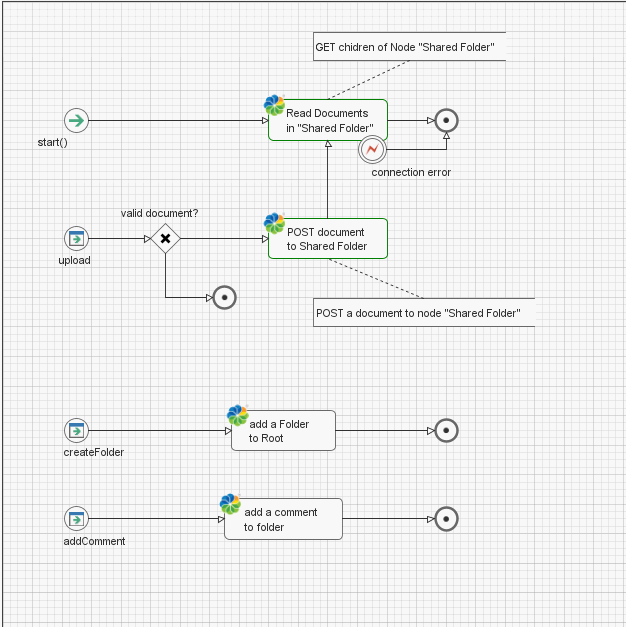 GET chidren of Node "Shared Folder"
Read Documents
in "Shared Folder"
start()
connection error
valid document?
POST document
to Shared Folder
upload
POST a document to node "Shared Folder"
add a Folder
to Root
createFolder
add a comment
to folder
addComment